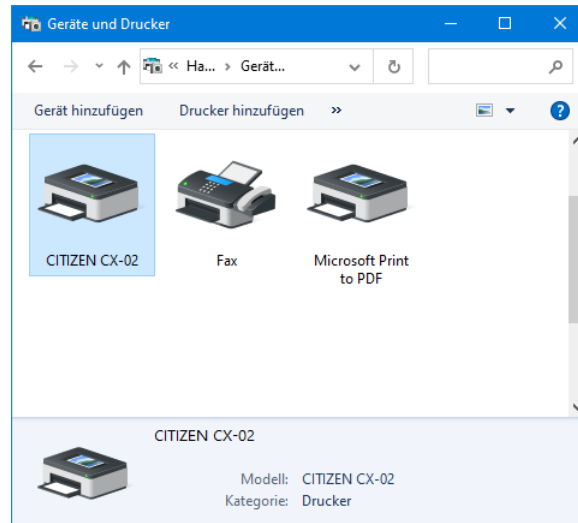 Geräte und Drucker
« Ha... › Gerät...
Gerät hinzufügen Drucker hinzufügen »
?
CITIZEN CX-02
Fax
Microsoft Print
to PDF
CITIZEN CX-02
Modell: CITIZEN CX-02
Kategorie: Drucker